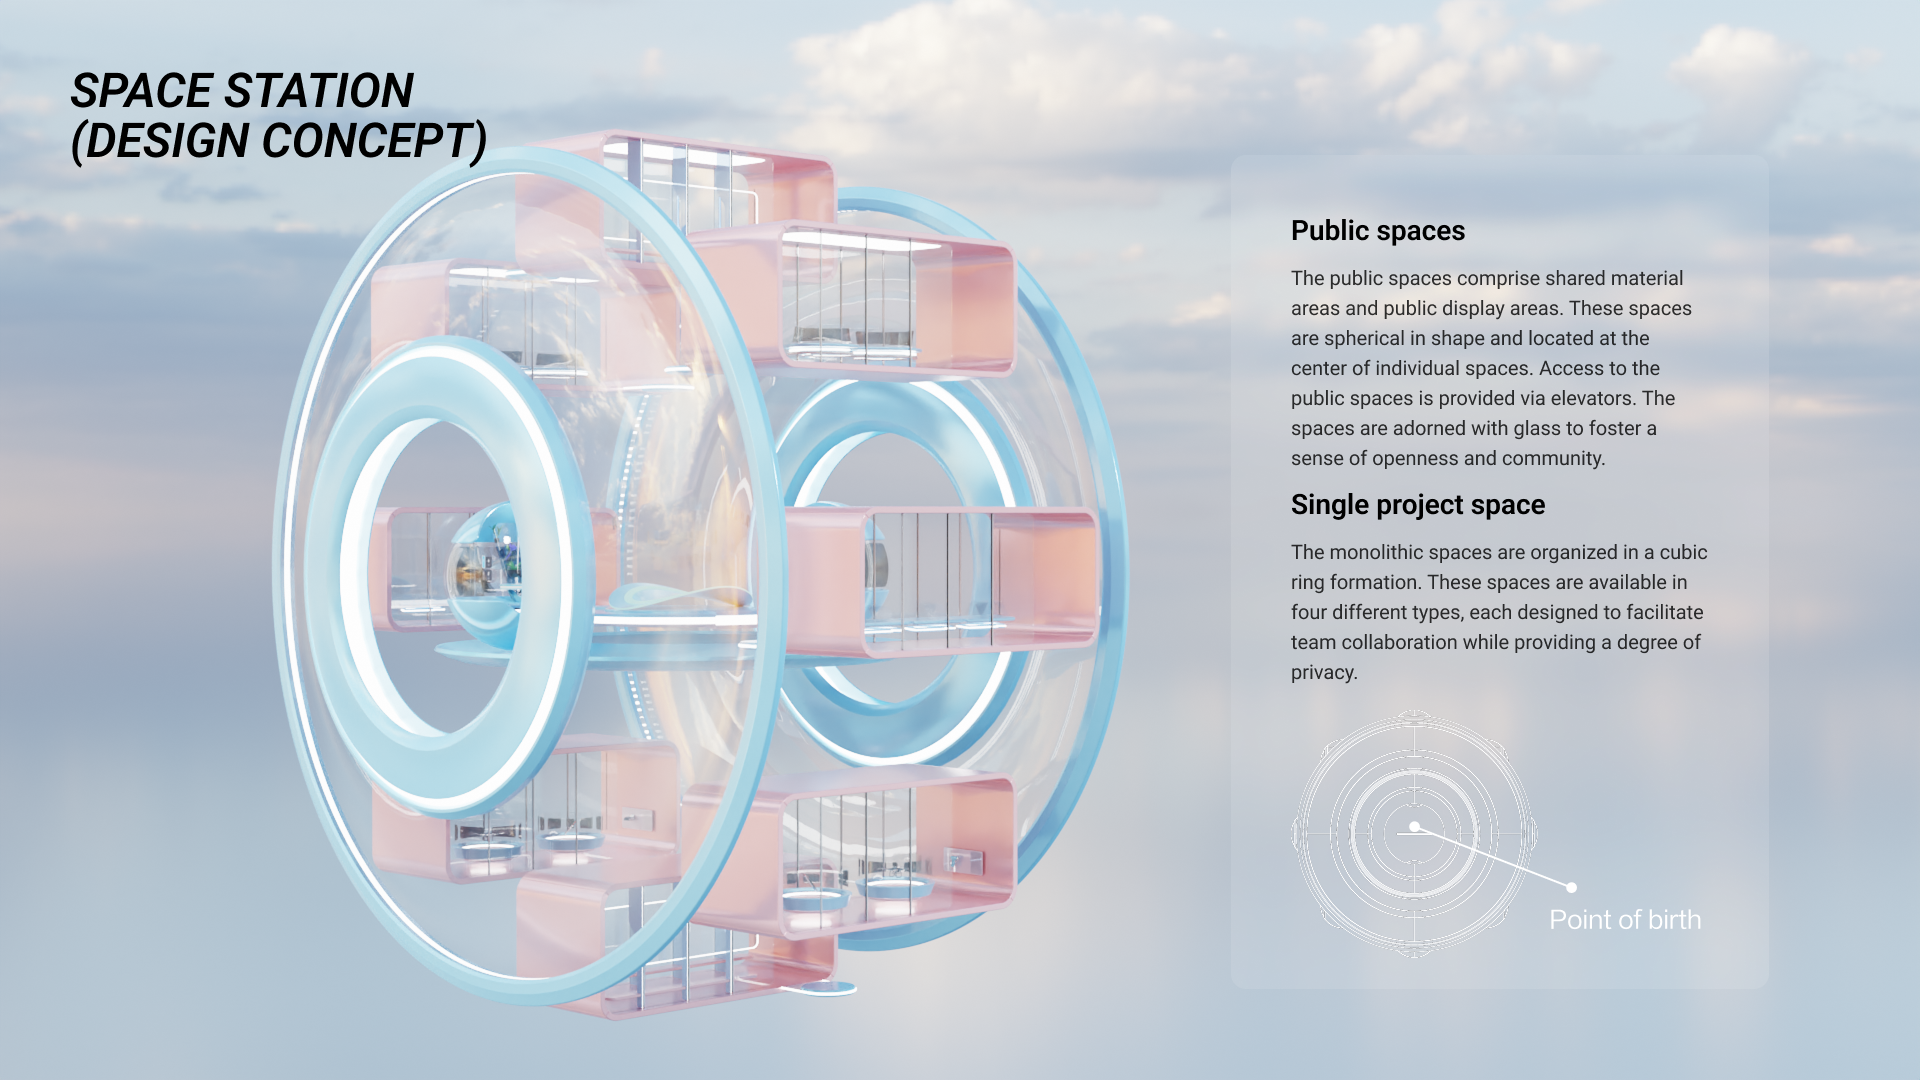 SPACE STATION
(DESIGN CONCEPT)
Public spaces
The public spaces comprise shared material
areas and public display areas. These spaces
are spherical in shape and located at the
center of individual spaces. Access to the
public spaces is provided via elevators. The
spaces are adorned with glass to foster a
sense of openness and community.
Single project space
The monolithic spaces are organized in a cubic
ring formation. These spaces are available in
four different types, each designed to facilitate
team collaboration while providing a degree of
privacy.
Point of birth